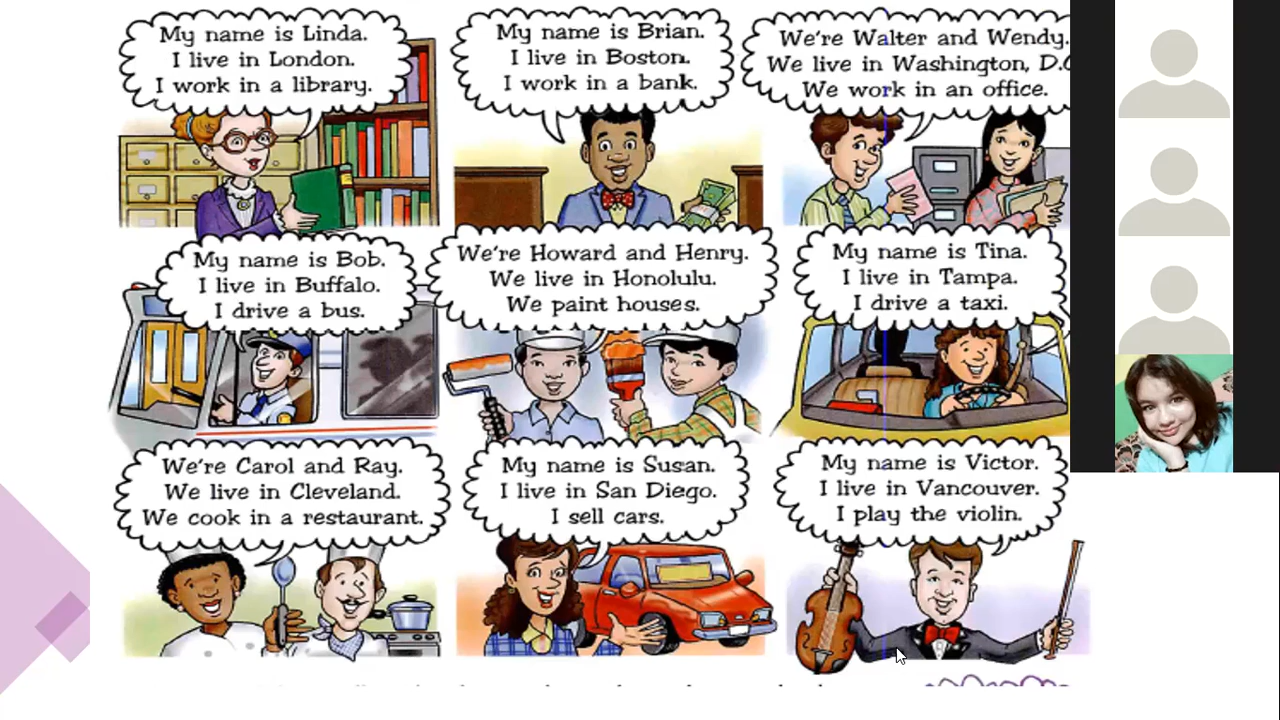 My name is Linda.
I live in London.
I work in a library.
My name is Brian.
I live in Boston.
I work in a bank.
We're Walter and Wendy.
We live in Washington,
We work in an office.
My name is Bob.
I live in Buffalo.
I drive a bus.
We're Howard and Henry.
We live in Honolulu.
We paint houses.
My name is Tina.
I live in Tampa.
I drive a taxi.
We're Carol and Ray.
We live in Cleveland.
We cook in a restaurant.
My name is Susan.
I live in San Diego.
I sell cars.
My name is Victor.
I live in Vancouver.
I play the violin.